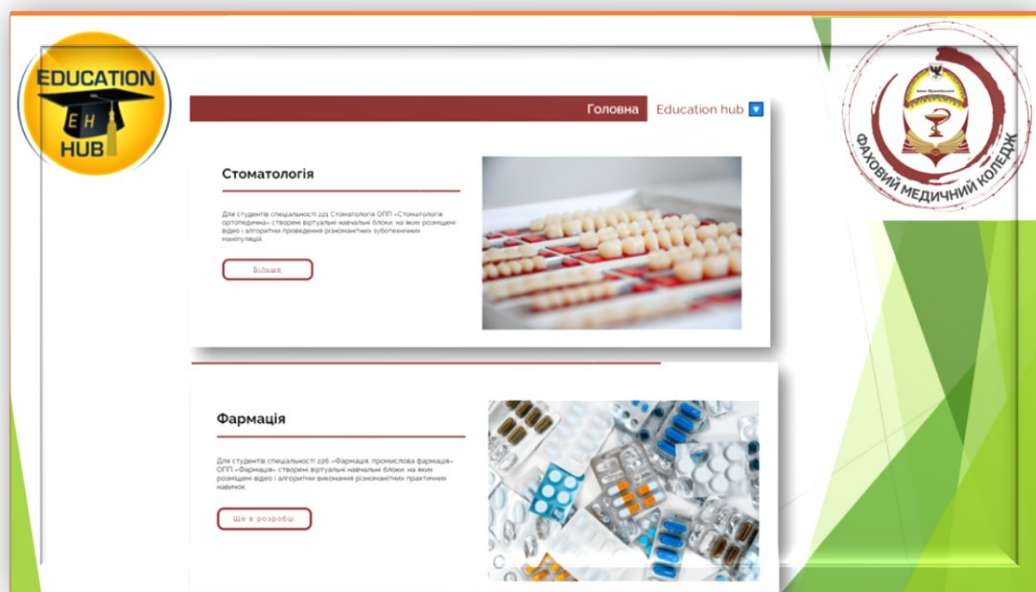 EDUCATION
EH
HUB
ФАХОВИЙ МЕДИЧНИЙ КОЛЕДЖ
Головна Education hub
Стоматологія
Для студентів спеціальності 221 Стоматологія ОПП «Стоматологія
ортопедична» створені віртуальні навчальні блоки, на яких розміщені
відео і алгоритми проведення різноманітних зуботехнічних
маніпуляцій.
Більше
Фармація
Для студентів спеціальності 226 «Фармація, промислова фармація»
ОПП «Фармація» створені віртуальні навчальні блоки, на яких
розміщені відео і алгоритми виконання різноманітних практичних
навичок.
Ще в розробці